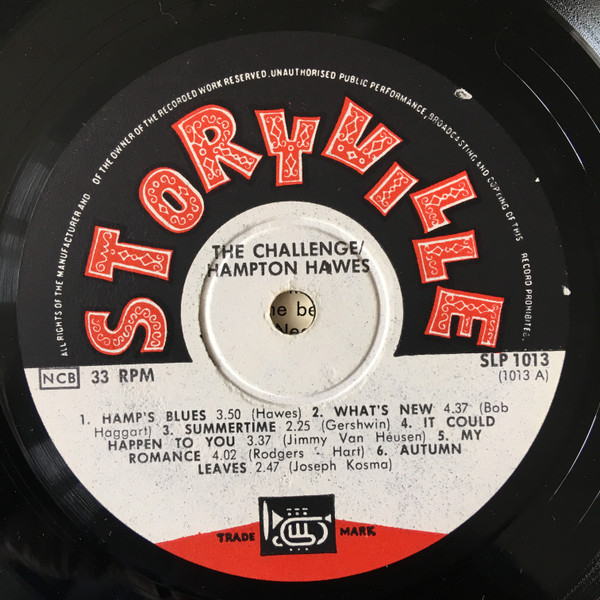 ALL RIGHTS OF THE MANUFACTURER AND OF THE OWNER OF THE RECORDED WORK RESERVED. UNAUTHORISED PUBLIC PERFORMANCE, BROADCASTING AND COPYING OF THIS RECORD PROHIBITED.
STORYVILLE
THE CHALLENGE/
HAMPTON HAWES
ne be
NCB 33 RPM
SLP 1013
(1013 A)
1. HAMP'S BLUES 3.50 (Hawes) 2. WHAT'S NEW 4.37 (Bob
Haggart) 3. SUMMERTIME 2.25 (Gershwin) 4. IT COULD
HAPPEN TO YOU 3.37 (Jimmy Van Heusen) 5. MY
ROMANCE 4.02 (Rodgers - Hart) 6. AUTUMN
LEAVES 2.47 (Joseph Kosma)
TRADE MARK